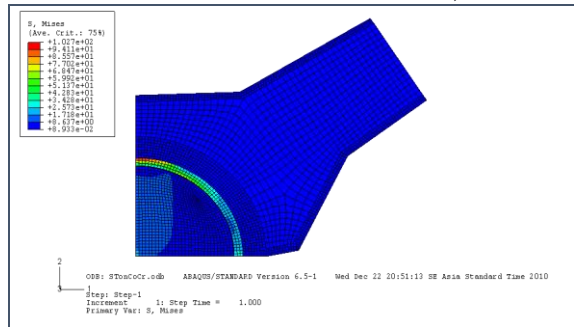 S, Mises
(Ave. Crit.: 75%)
+1.027e+02
+9.411e+01
+8.557e+01
+7.702e+01
+6.847e+01
+5.992e+01
+5.137e+01
+4.283e+01
+3.428e+01
+2.573e+01
+1.718e+01
+8.637e+00
+8.933e-02
2
3 1
ODB: STonCoCr.odb ABAQUS/STANDARD Version 6.5-1 Wed Dec 22 20:51:13 SE Asia Standard Time 2010
Step: Step-1
Increment 1: Step Time = 1.000
Primary Var: S, Mises